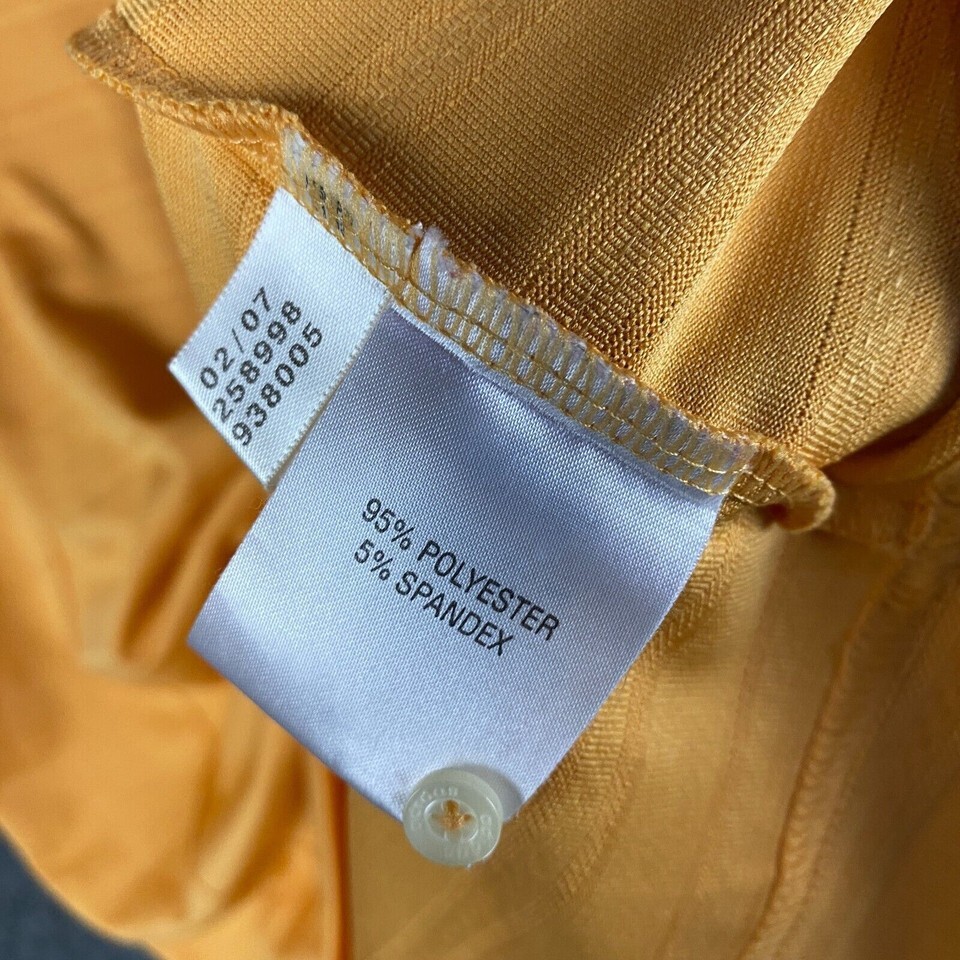 02/07
258998
938005
95% POLYESTER
5% SPANDEX